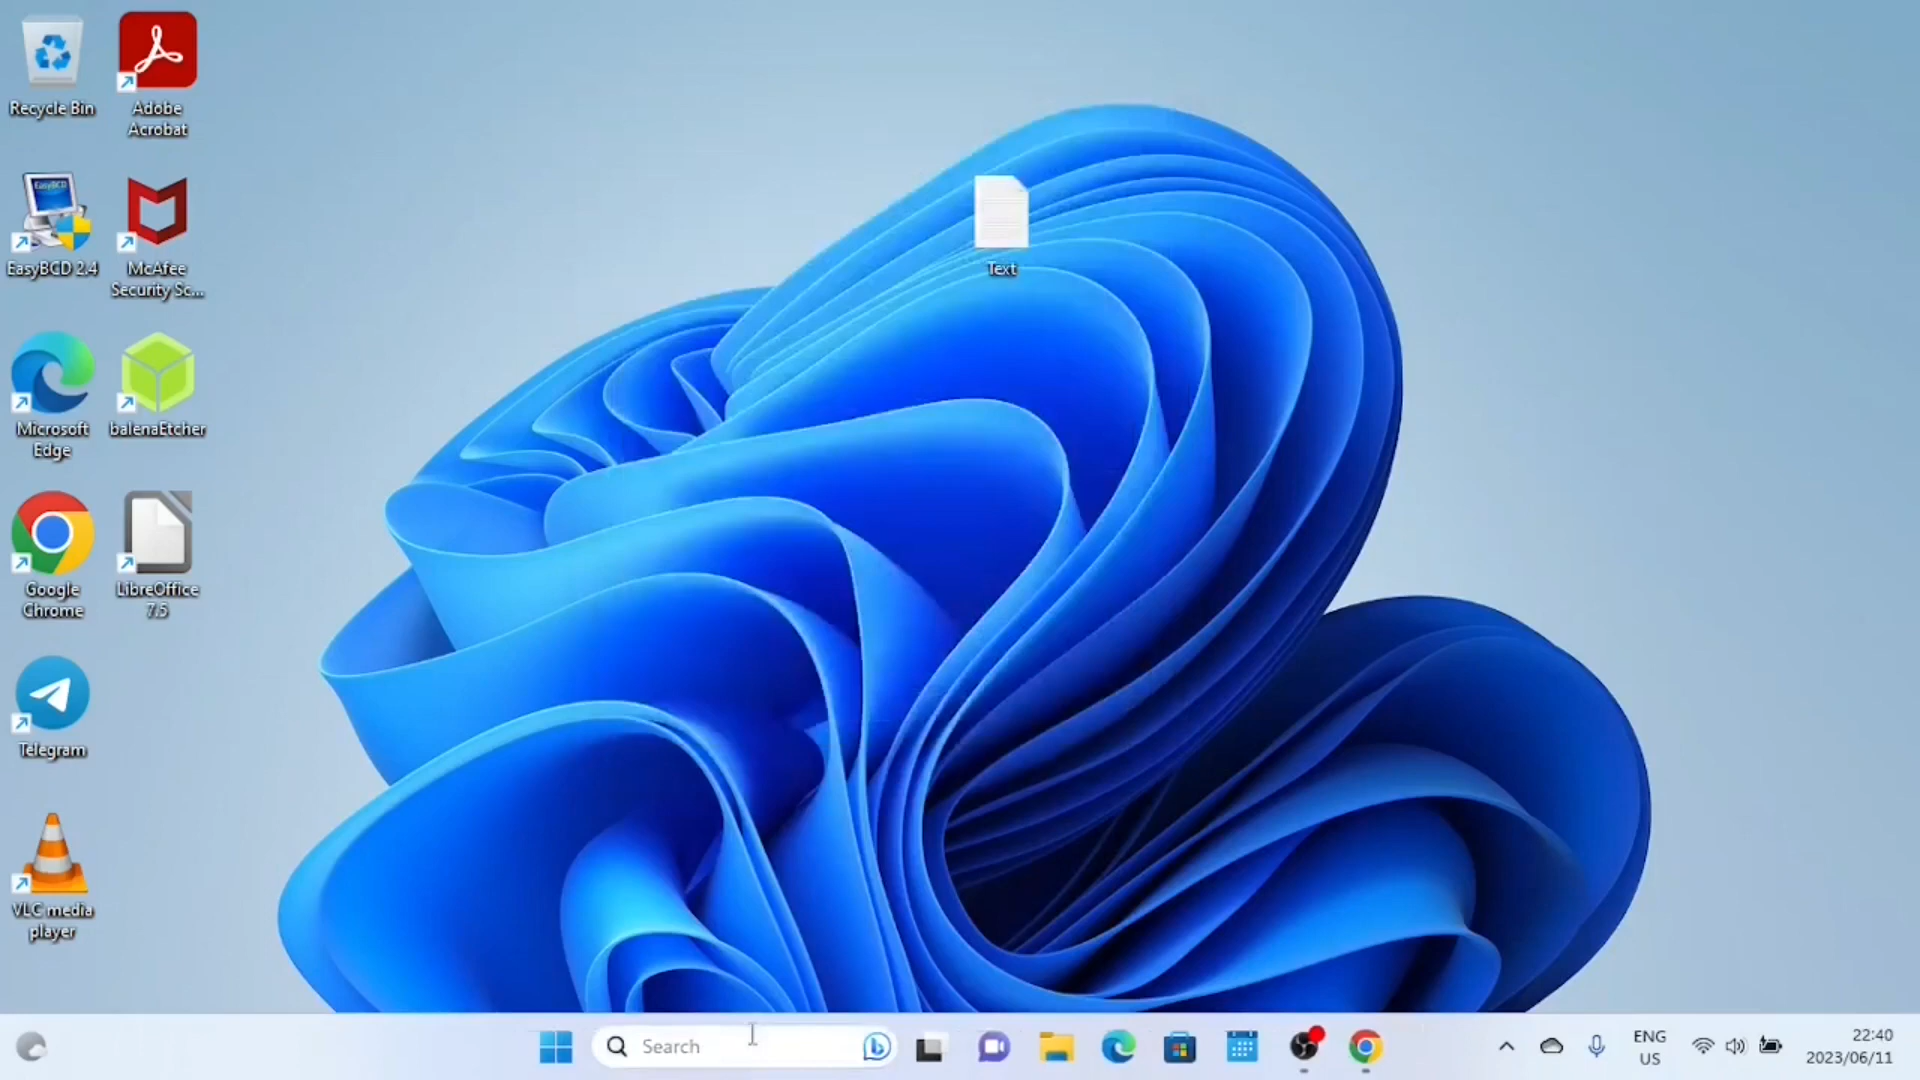 Recycle Bin
Adobe
Acrobat
EasyBCD
EasyBCD 2.4
McAfee
Security Sc...
Microsoft
Edge
balenaEtcher
Google
Chrome
LibreOffice
7.5
Telegram
VLC media
player
Text
Search
ENG
US
22:40
2023/06/11